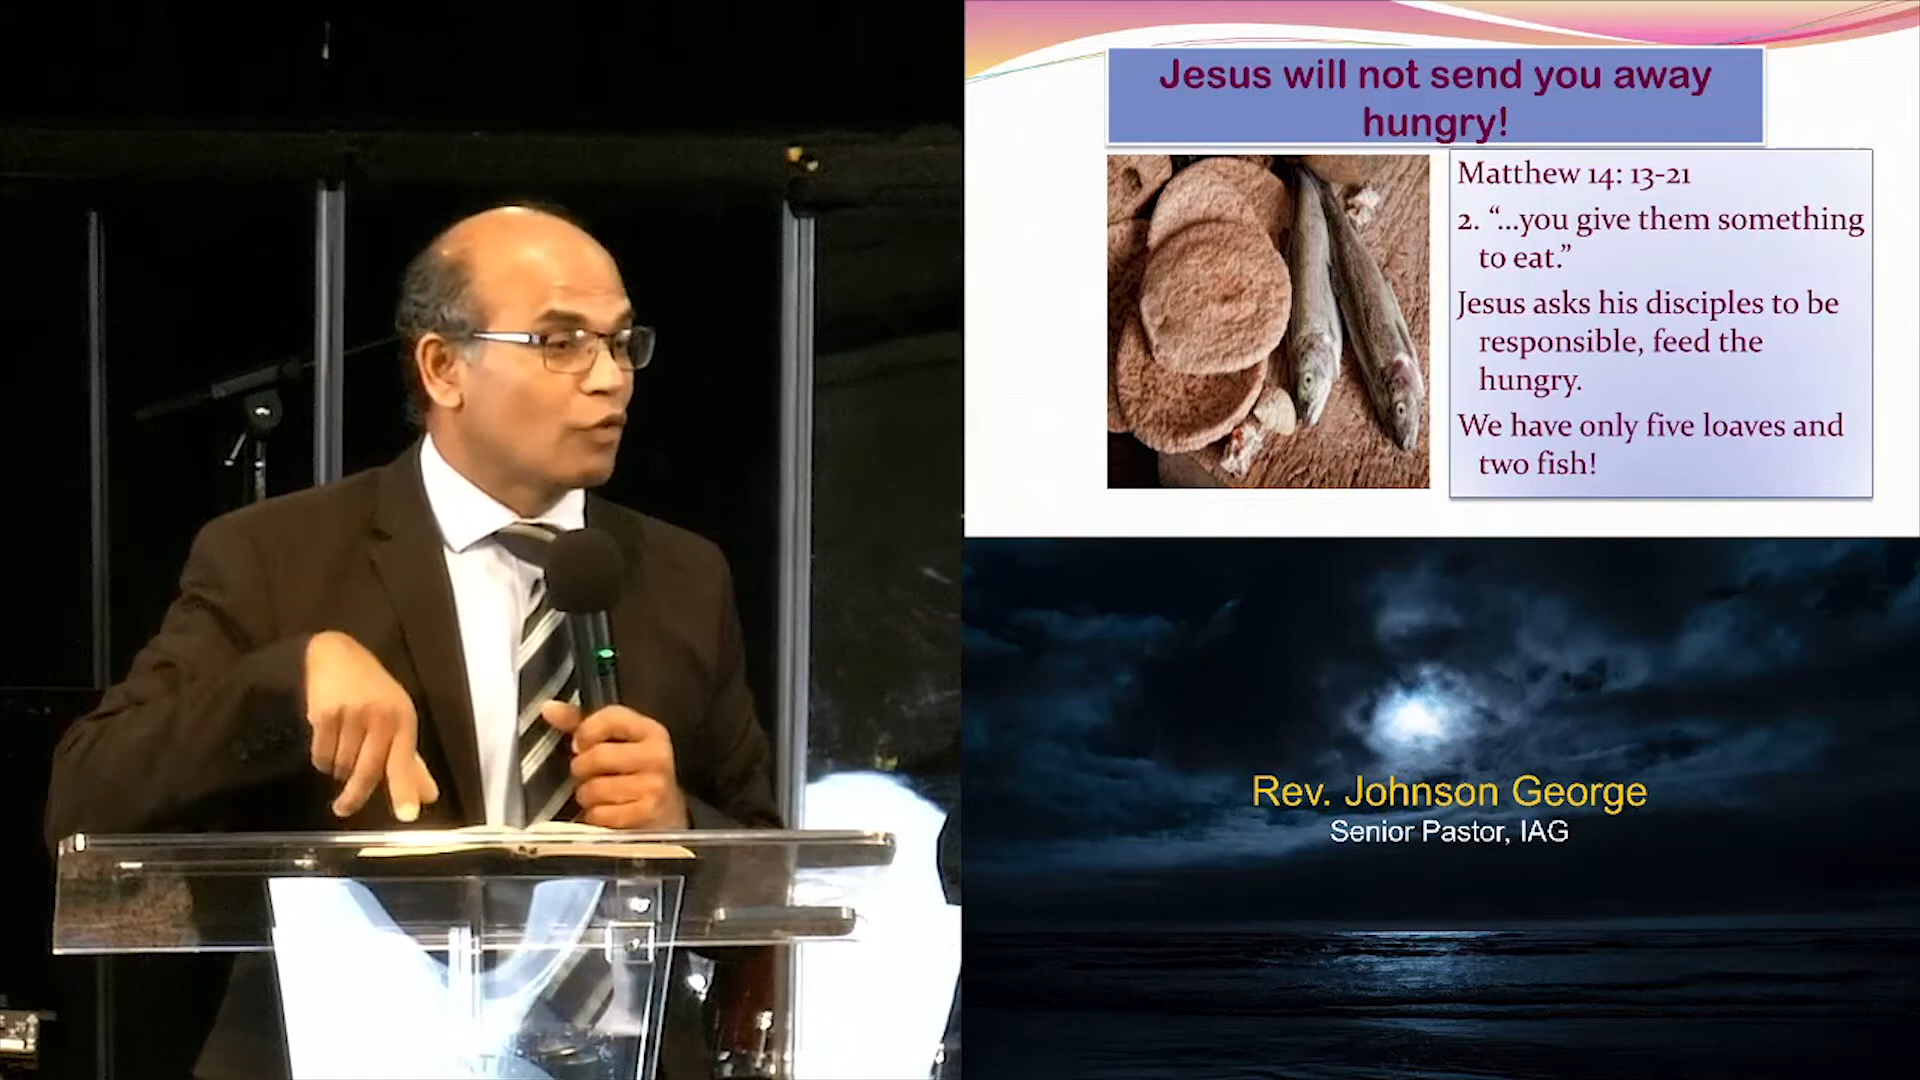 Jesus will not send you away
hungry!
Matthew 14: 13-21
2. “...you give them something
to eat.”
Jesus asks his disciples to be
responsible, feed the
hungry.
We have only five loaves and
two fish!
Rev. Johnson George
Senior Pastor, IAG